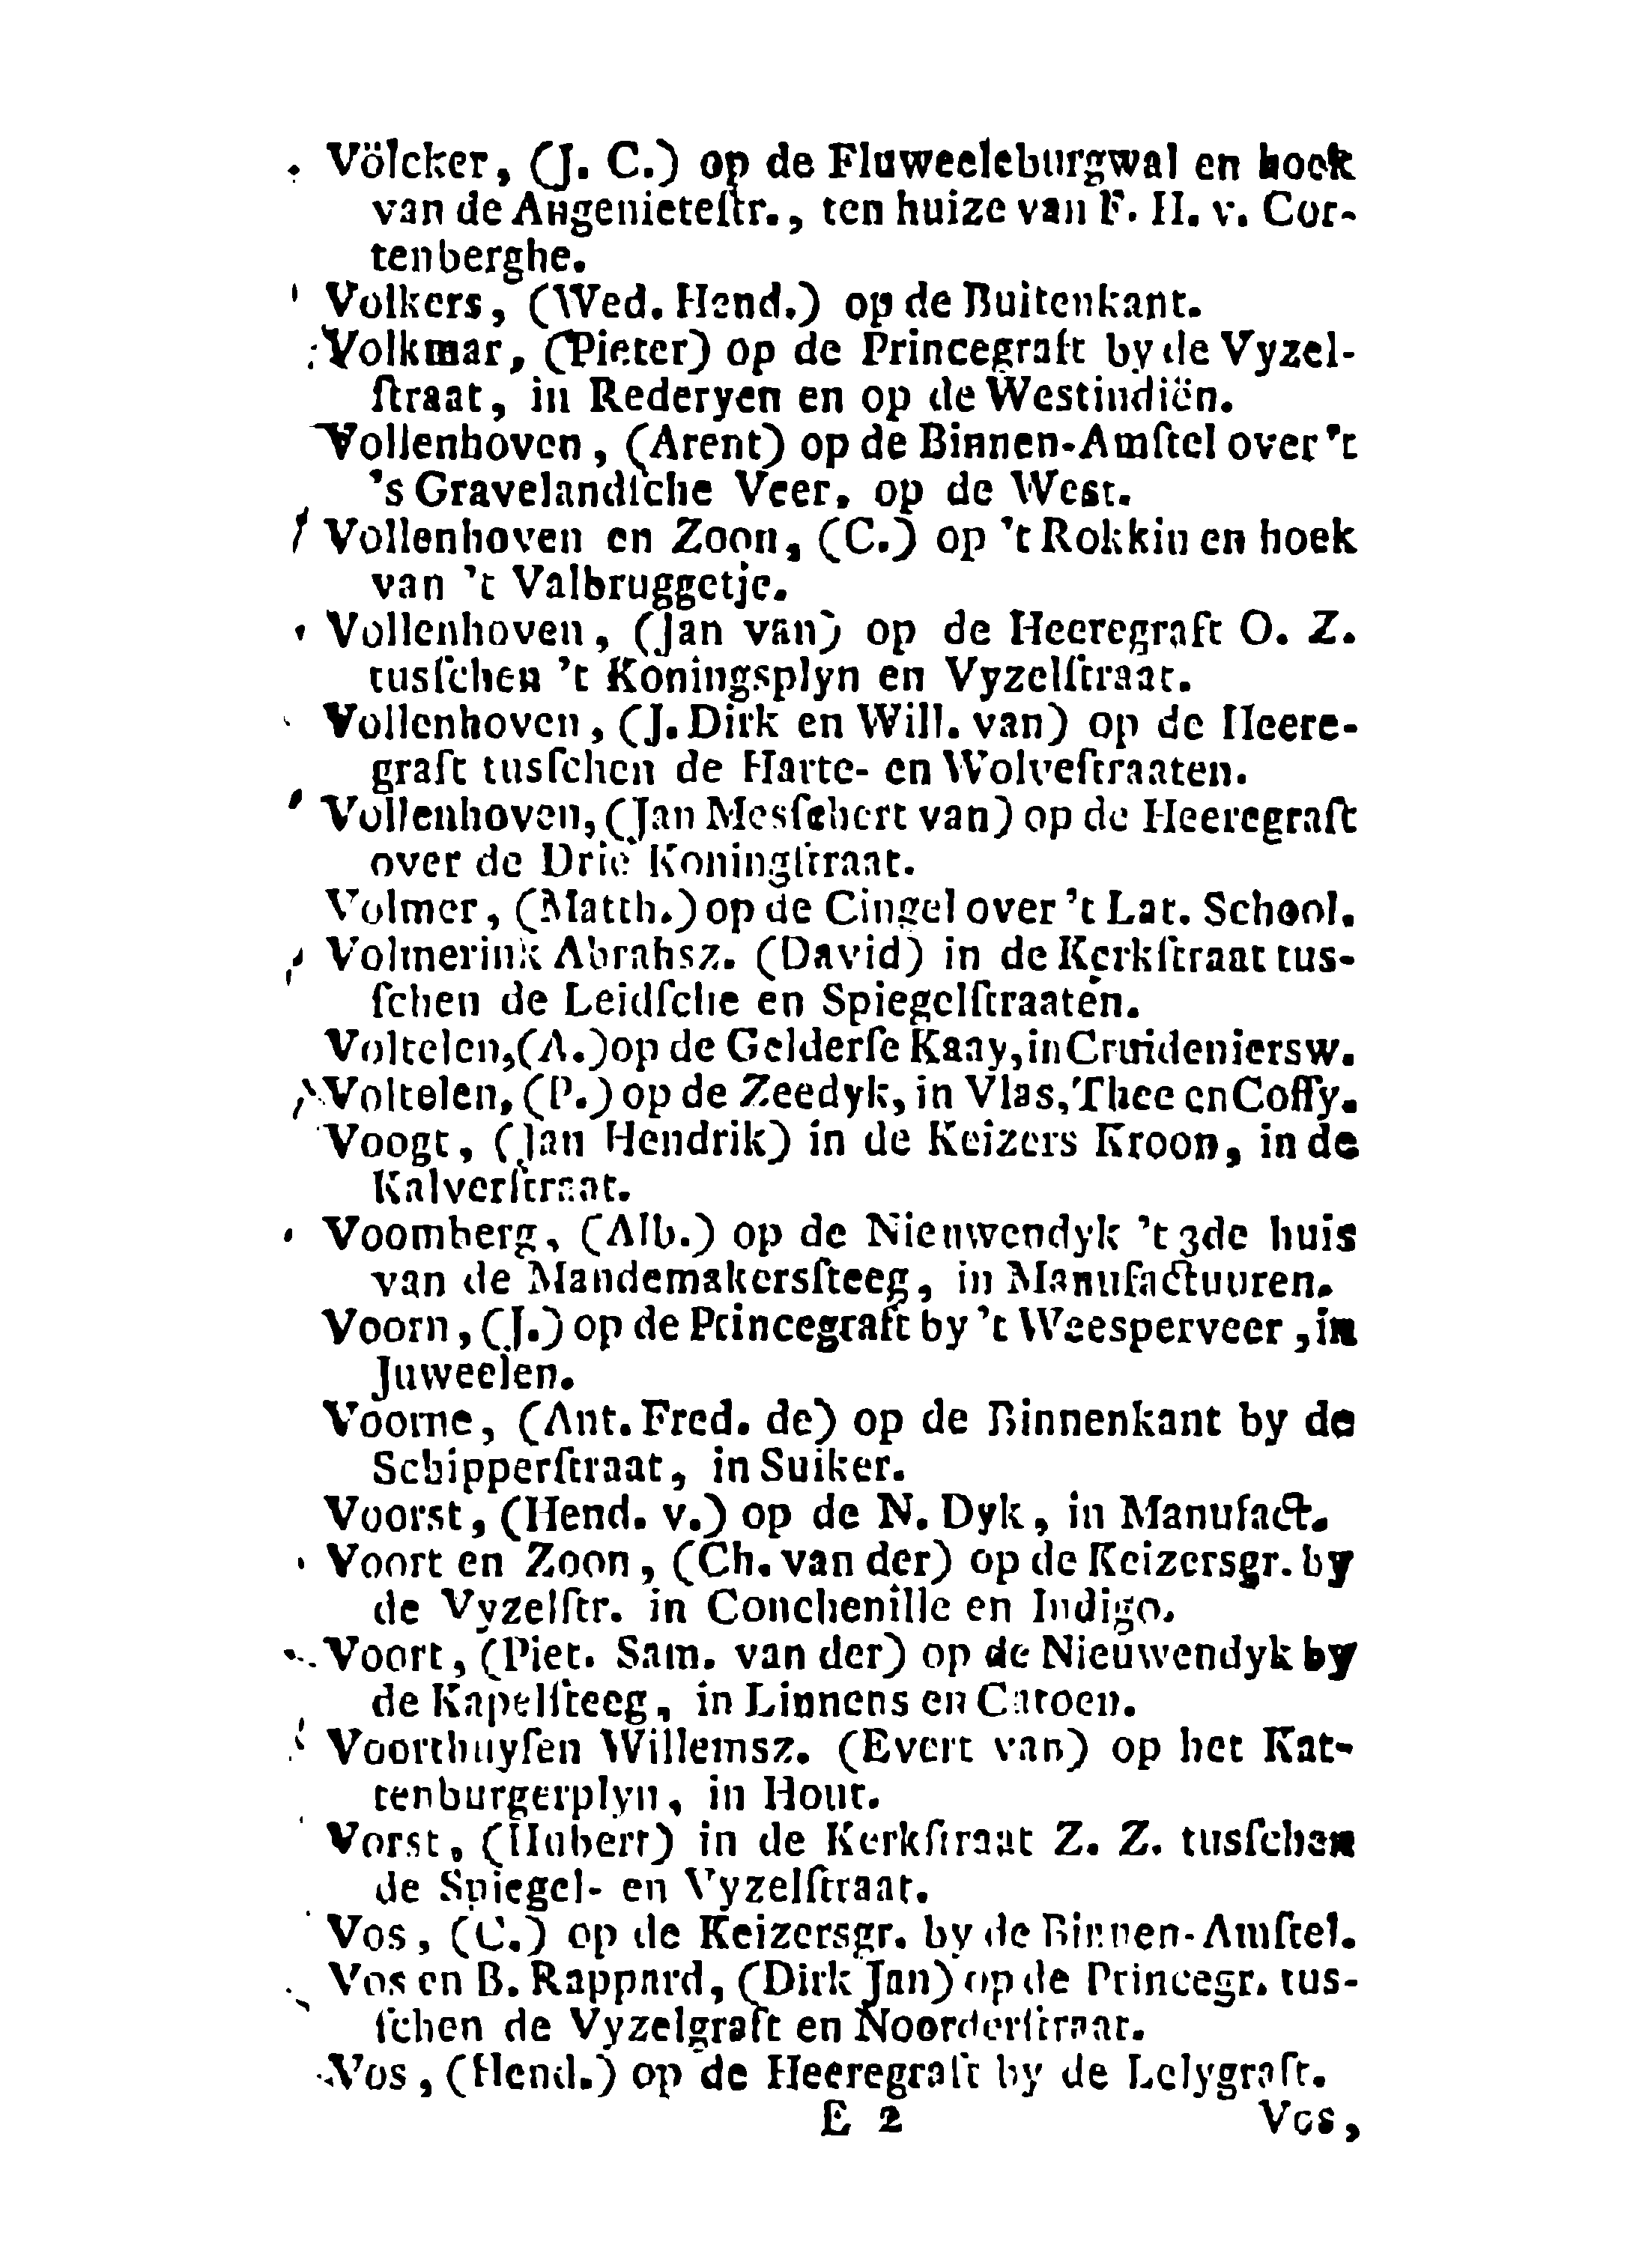 Völcker, (J. C.) op de Fluweeleburgwal en hoek
van de Angenieteſtr., ten huize van F. H. v. Cor-
tenberghe.
Volkers, (Wed. Hend.) op de Buitenkant.
Volkmar, (Pieter) op de Princegraft by de Vyzel-
ſtraat, in Rederyen en op de Westindiën.
Vollenhoven, (Arent) op de Binnen-Amſtel over 't
's Gravelandſche Veer, op de West.
Vollenhoven en Zoon, (C.) op 't Rokkin en hoek
van 't Valbruggetje.
Vollenhoven, (Jan van) op de Heeregraft O. Z.
tusſchen 't Koningsplyn en Vyzelſtraat.
Vollenhoven, (J. Dirk en Will. van) op de Heere-
graft tusſchen de Harte- en Wolveſtraaten.
Vollenhoven, (Jan Mesſchert van) op de Heeregraft
over de Drie Koningſtraat.
Volmer, (Matth.) op de Cingel over 't Lat. School.
Volmerink Abrahsz. (David) in de Kerkſtraat tus-
ſchen de Leidſche en Spiegelſtraaten.
Voltelen, (A.) op de Gelderſe Kaay, in Cruideniersw.
Voltelen, (P.) op de Zeedyk, in Vlas, Thee en Coffy.
Voogt, (Jan Hendrik) in de Keizers Kroon, in de
Kalverſtraat.
Voomberg, (Alb.) op de Nieuwendyk 't 3de huis
van de Mandemakersſteeg, in Manufactuuren.
Voorn, (J.) op de Princegraft by 't Weesperveer, in
Juweelen.
Voorne, (Ant. Fred. de) op de Binnenkant by de
Schipperſtraat, in Suiker.
Voorst, (Hend. v.) op de N. Dyk, in Manufact.
Voort en Zoon, (Ch. van der) op de Keizersgr. by
de Vyzelſtr. in Conchenille en Indigo.
Voort, (Piet. Sam. van der) op de Nieuwendyk by
de Kapelſteeg, in Linnens en Catoen.
Voorthuyſen Willemsz. (Evert van) op het Kat-
tenburgerplyn, in Hout.
Vorst, (Hubert) in de Kerkſtraat Z. Z. tusſchen
de Spiegel- en Vyzelſtraat.
Vos, (C.) op de Keizersgr. by de Binnen-Amſtel.
Vos en B. Rappard, (Dirk Jan) op de Princegr. tus-
ſchen de Vyzelgraft en Noorderſtraat.
Vos, (Hend.) op de Heeregraft by de Lelygraft.
E 2 Vos,